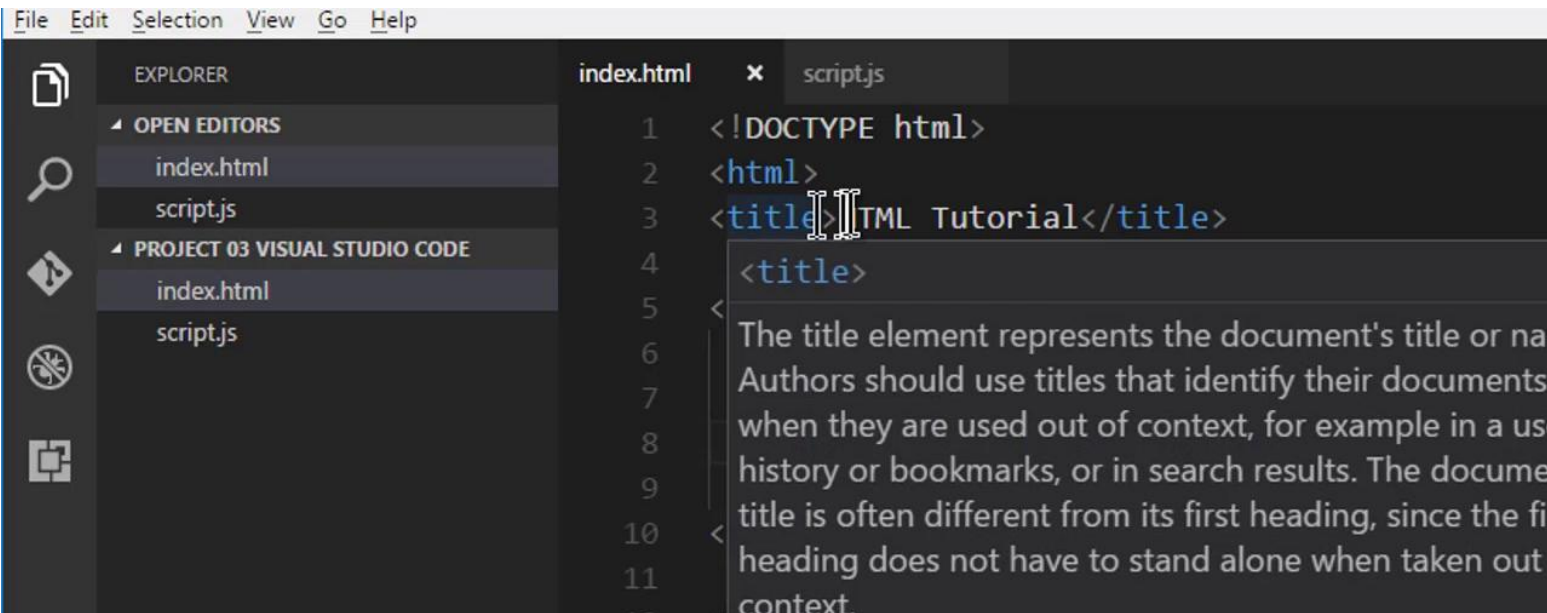 File Edit Selection View Go Help
EXPLORER
OPEN EDITORS
index.html
script.js
PROJECT 03 VISUAL STUDIO CODE
index.html
script.js
index.html × script.js
1 <!DOCTYPE html>
2 <html>
3 <title> TML Tutorial</title>
4
5 <
6
7
8
9
10 <
11
<title>
The title element represents the document's title or na
Authors should use titles that identify their documents
when they are used out of context, for example in a us
history or bookmarks, or in search results. The docume
title is often different from its first heading, since the fi
heading does not have to stand alone when taken out
context.